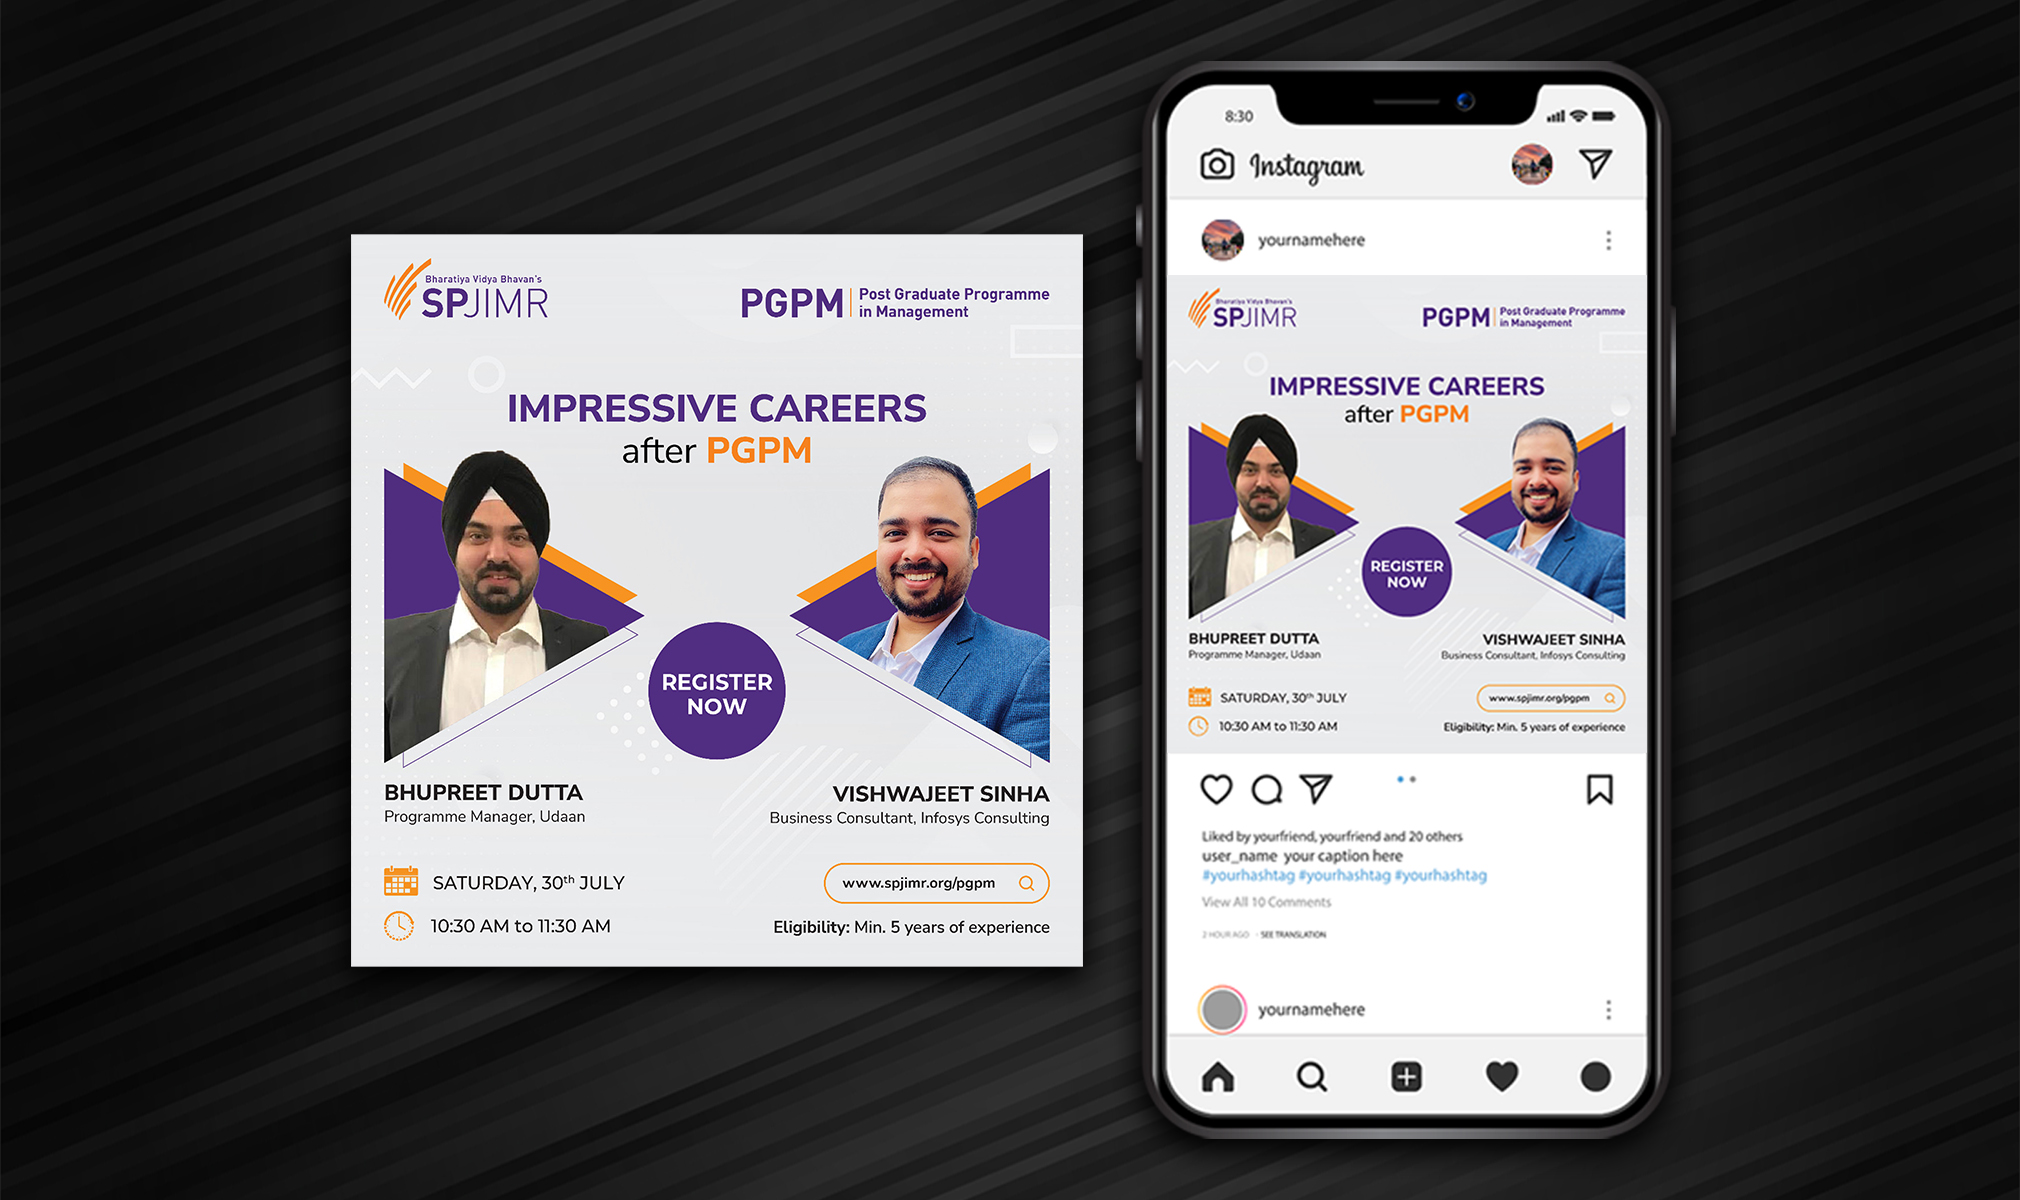 Bharatiya Vidya Bhavan's
SPJIMR
PGPM
Post Graduate Programme
in Management
IMPRESSIVE CAREERS
after PGPM
REGISTER
NOW
BHUPREET DUTTA
Programme Manager, Udaan
VISHWAJEET SINHA
Business Consultant, Infosys Consulting
SATURDAY, 30th JULY
www.spjimr.org/pgpm
10:30 AM to 11:30 AM
Eligibility: Min. 5 years of experience
8:30
Instagram
yournamehere
Bharatiya Vidya Bhavan's
SPJIMR
PGPM
Post Graduate Programme
in Management
IMPRESSIVE CAREERS
after PGPM
REGISTER
NOW
BHUPREET DUTTA
Programme Manager, Udaan
VISHWAJEET SINHA
Business Consultant, Infosys Consulting
SATURDAY, 30th JULY
www.spjimr.org/pgpm
10:30 AM to 11:30 AM
Eligibility: Min. 5 years of experience
Liked by yourfriend, yourfriend and 20 others
user_name your caption here
#yourhashtag #yourhashtag #yourhashtag
View All 10 Comments
2 HOUR AGO - SEE TRANSLATION
yournamehere